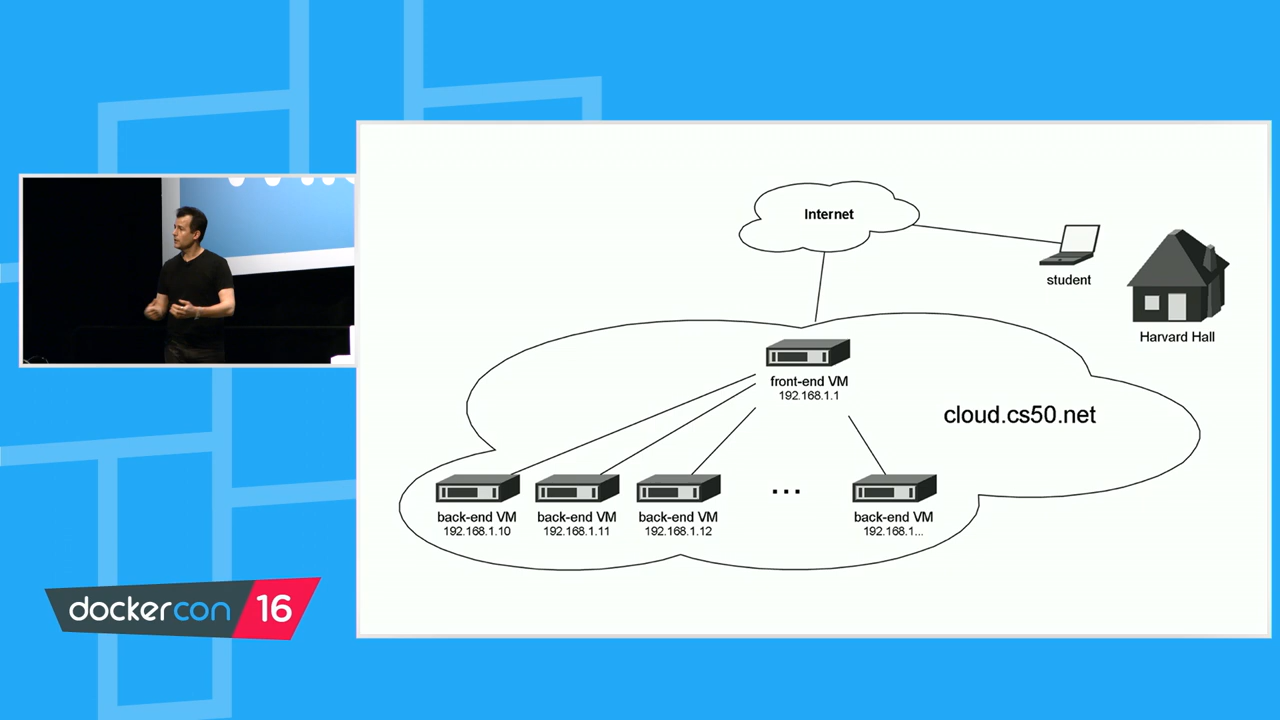 Internet
student
Harvard Hall
front-end VM
192.168.1.1
cloud.cs50.net
back-end VM
192.168.1.10
back-end VM
192.168.1.11
back-end VM
192.168.1.12
...
back-end VM
192.168.1...
dockercon 16